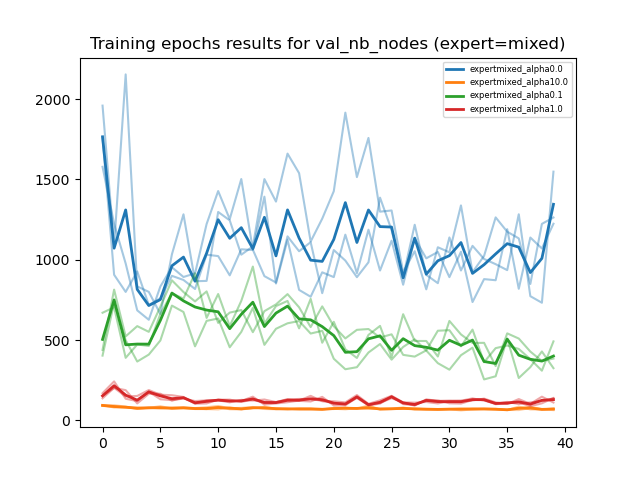 Training epochs results for val_nb_nodes (expert=mixed)
expertmixed_alpha0.0
expertmixed_alpha10.0
expertmixed_alpha0.1
expertmixed_alpha1.0
2000
1500
1000
500
0
0 5 10 15 20 25 30 35 40